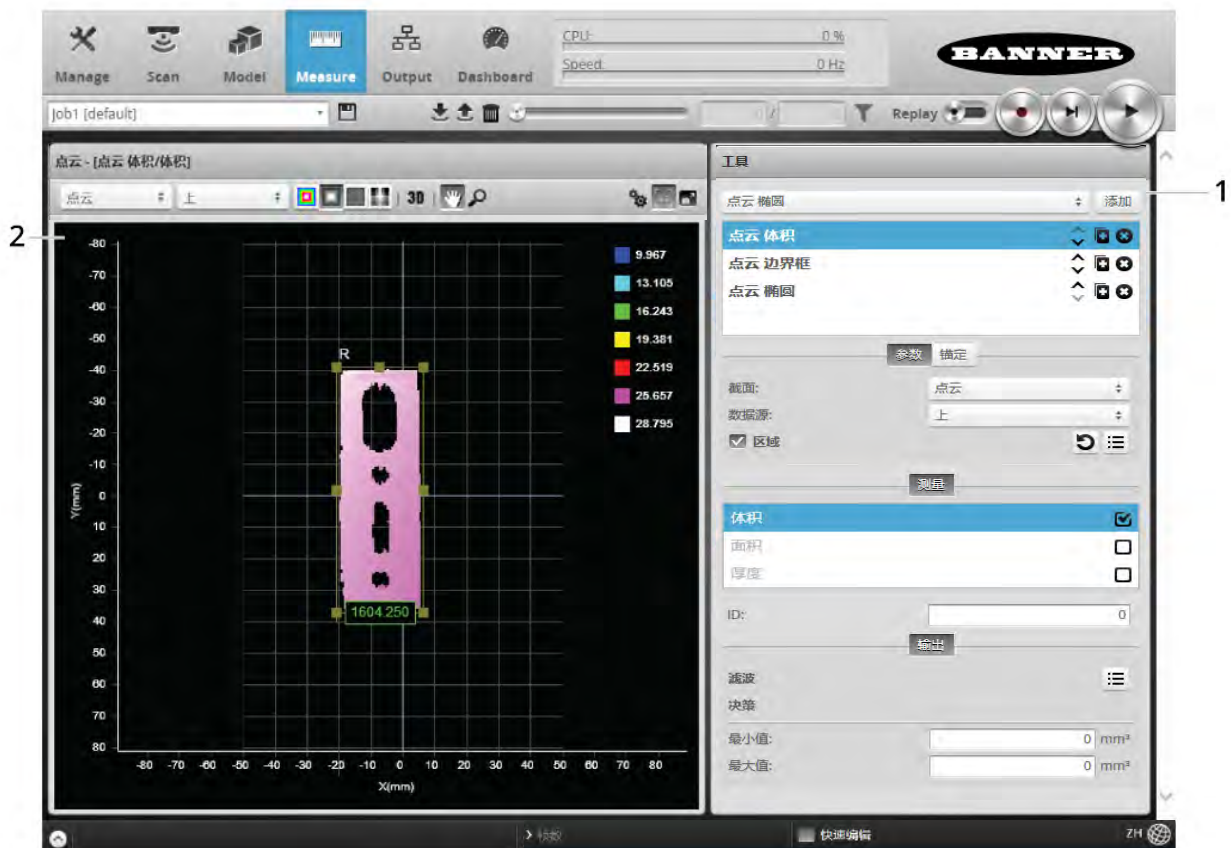 CPU: 0 %
Speed: 0 Hz
BANNER
Manage Scan Model Measure Output Dashboard
Job1 [default]
Replay
点云 - [点云 体积/体积]
点云 上 3D
-80
-70
-60
-50
-40
-30
-20
-10
0
10
20
30
40
50
60
70
80
Y(mm)
9.967
13.105
16.243
19.381
22.519
25.657
28.795
R
1604.250
-80 -70 -60 -50 -40 -30 -20 -10 0 10 20 30 40 50 60 70 80
X(mm)
2
工具
1
点云 椭圆 添加
点云 体积
点云 边界框
点云 椭圆
参数 锚定
截面: 点云
数据源: 上
区域
测量
体积
面积
厚度
ID: 0
输出
滤波
决策
最小值: 0 mm³
最大值: 0 mm³
帧数
快速编辑
ZH